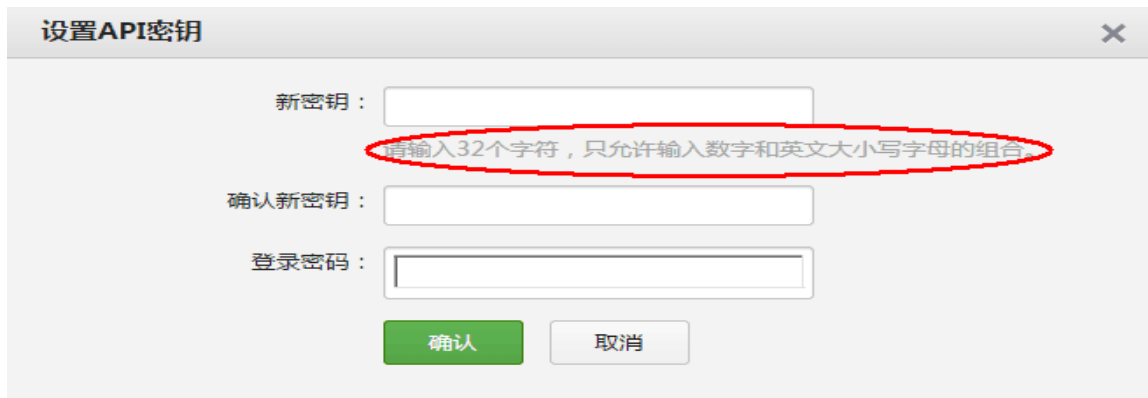 设置API密钥
新密钥：
请输入32个字符，只允许输入数字和英文大小写字母的组合。
确认新密钥：
登录密码：
确认 取消